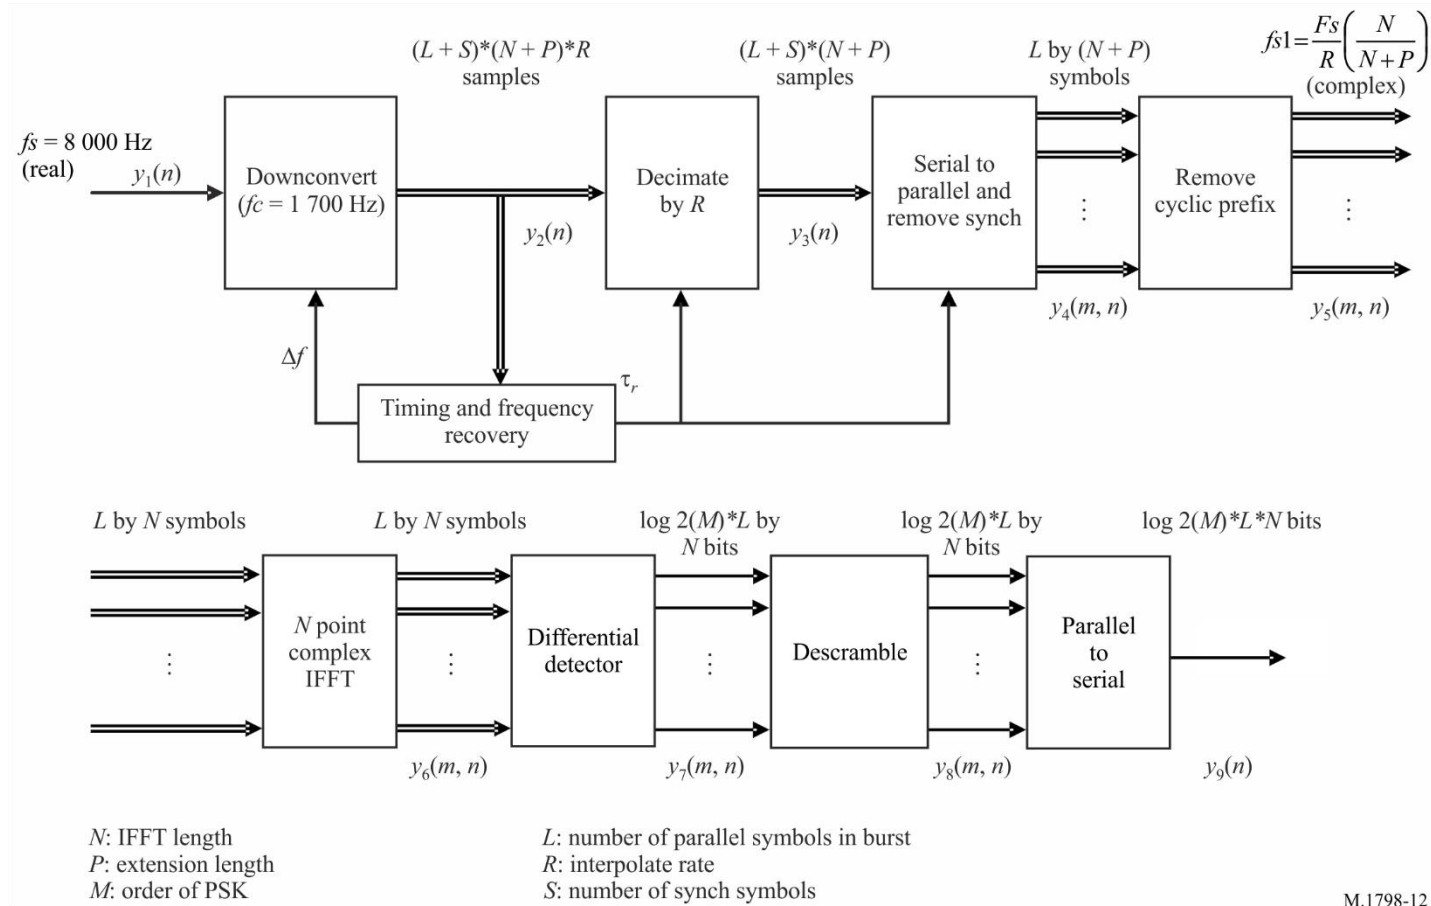 (L + S)*(N + P)*R
samples
(L + S)*(N + P)
samples
L by (N + P)
symbols
fs1 = Fs/R (N/(N+P))
(complex)
fs = 8 000 Hz
(real)
y₁(n)
Downconvert
(fc = 1 700 Hz)
y₂(n)
Decimate
by R
y₃(n)
Serial to
parallel and
remove synch
⋮
y₄(m, n)
Remove
cyclic prefix
⋮
y₅(m, n)
Δf
τᵣ
Timing and frequency
recovery
L by N symbols
L by N symbols
log 2(M)*L by
N bits
log 2(M)*L by
N bits
log 2(M)*L*N bits
⋮
N point
complex
IFFT
⋮
y₆(m, n)
Differential
detector
⋮
y₇(m, n)
Descramble
⋮
y₈(m, n)
Parallel
to
serial
y₉(n)
N: IFFT length
P: extension length
M: order of PSK
L: number of parallel symbols in burst
R: interpolate rate
S: number of synch symbols
M.1798-12